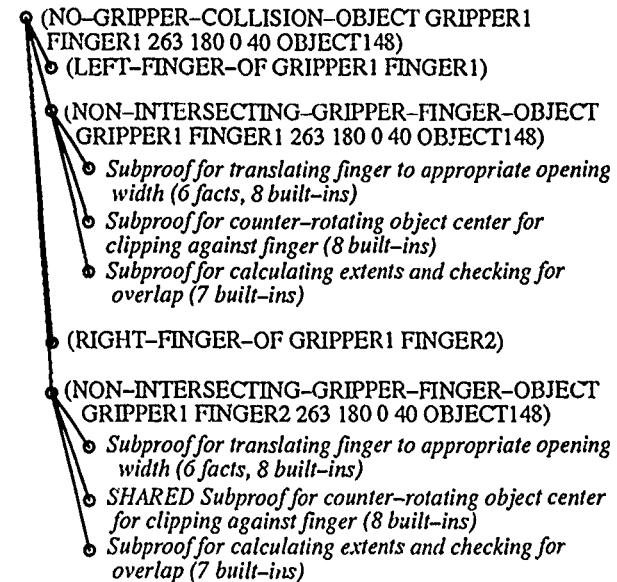 (NO–GRIPPER–COLLISION–OBJECT GRIPPER1
FINGER1 263 180 0 40 OBJECT148)
(LEFT–FINGER–OF GRIPPER1 FINGER1)
(NON–INTERSECTING–GRIPPER–FINGER–OBJECT
GRIPPER1 FINGER1 263 180 0 40 OBJECT148)
Subproof for translating finger to appropriate opening
width (6 facts, 8 built–ins)
Subproof for counter–rotating object center for
clipping against finger (8 built–ins)
Subproof for calculating extents and checking for
overlap (7 built–ins)
(RIGHT–FINGER–OF GRIPPER1 FINGER2)
(NON–INTERSECTING–GRIPPER–FINGER–OBJECT
GRIPPER1 FINGER2 263 180 0 40 OBJECT148)
Subproof for translating finger to appropriate opening
width (6 facts, 8 built–ins)
SHARED Subproof for counter–rotating object center
for clipping against finger (8 built–ins)
Subproof for calculating extents and checking for
overlap (7 built–ins)